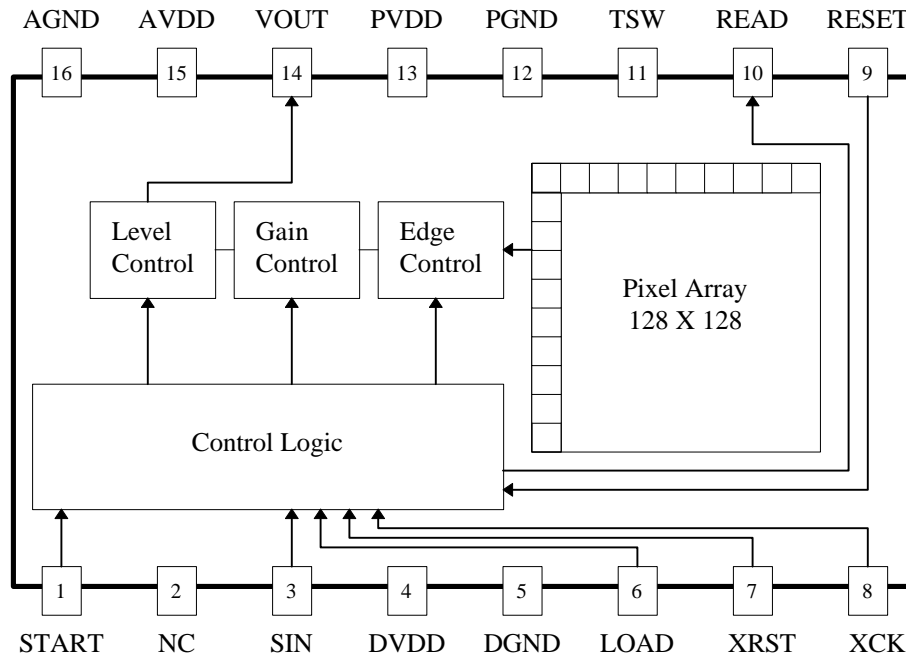 AGND AVDD VOUT PVDD PGND TSW READ RESET
16 15 14 13 12 11 10 9
Level Control
Gain Control
Edge Control
Pixel Array
128 X 128
Control Logic
1 2 3 4 5 6 7 8
START NC SIN DVDD DGND LOAD XRST XCK